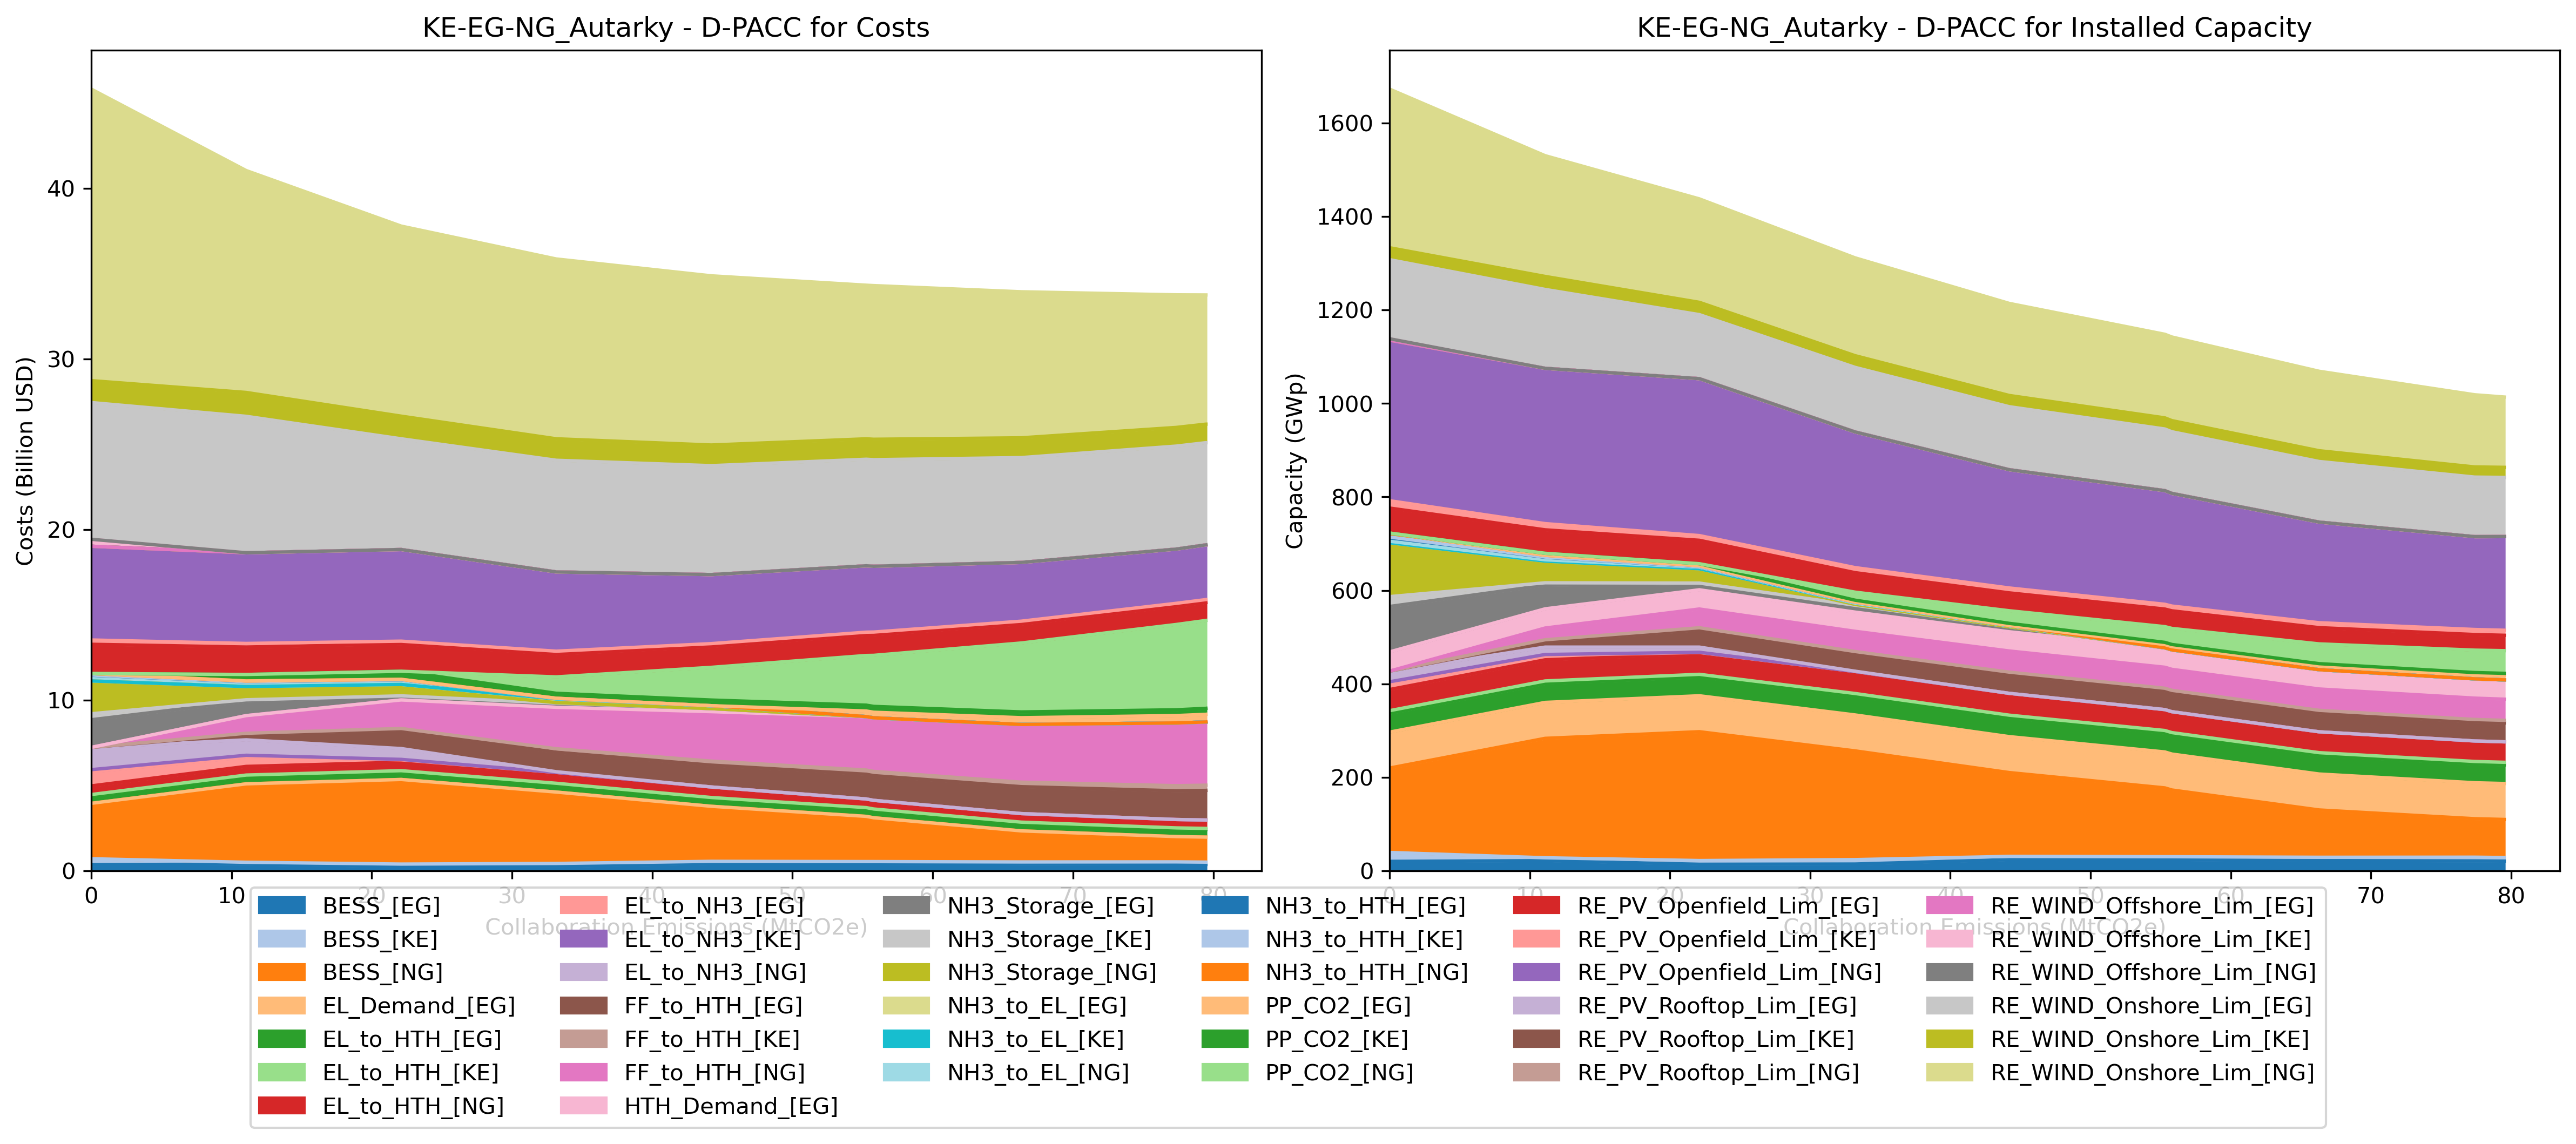 KE-EG-NG_Autarky - D-PACC for Costs
Costs (Billion USD)
40
30
20
10
0
0 10 20 30 40 50 60 70 80
Collaboration Emissions (MtCO2e)
KE-EG-NG_Autarky - D-PACC for Installed Capacity
Capacity (GWp)
1600
1400
1200
1000
800
600
400
200
0
0 10 20 30 40 50 60 70 80
Collaboration Emissions (MtCO2e)
BESS_[EG]
BESS_[KE]
BESS_[NG]
EL_Demand_[EG]
EL_to_HTH_[EG]
EL_to_HTH_[KE]
EL_to_HTH_[NG]
EL_to_NH3_[EG]
EL_to_NH3_[KE]
EL_to_NH3_[NG]
FF_to_HTH_[EG]
FF_to_HTH_[KE]
FF_to_HTH_[NG]
HTH_Demand_[EG]
NH3_Storage_[EG]
NH3_Storage_[KE]
NH3_Storage_[NG]
NH3_to_EL_[EG]
NH3_to_EL_[KE]
NH3_to_EL_[NG]
NH3_to_HTH_[EG]
NH3_to_HTH_[KE]
NH3_to_HTH_[NG]
PP_CO2_[EG]
PP_CO2_[KE]
PP_CO2_[NG]
RE_PV_Openfield_Lim_[EG]
RE_PV_Openfield_Lim_[KE]
RE_PV_Openfield_Lim_[NG]
RE_PV_Rooftop_Lim_[EG]
RE_PV_Rooftop_Lim_[KE]
RE_PV_Rooftop_Lim_[NG]
RE_WIND_Offshore_Lim_[EG]
RE_WIND_Offshore_Lim_[KE]
RE_WIND_Offshore_Lim_[NG]
RE_WIND_Onshore_Lim_[EG]
RE_WIND_Onshore_Lim_[KE]
RE_WIND_Onshore_Lim_[NG]